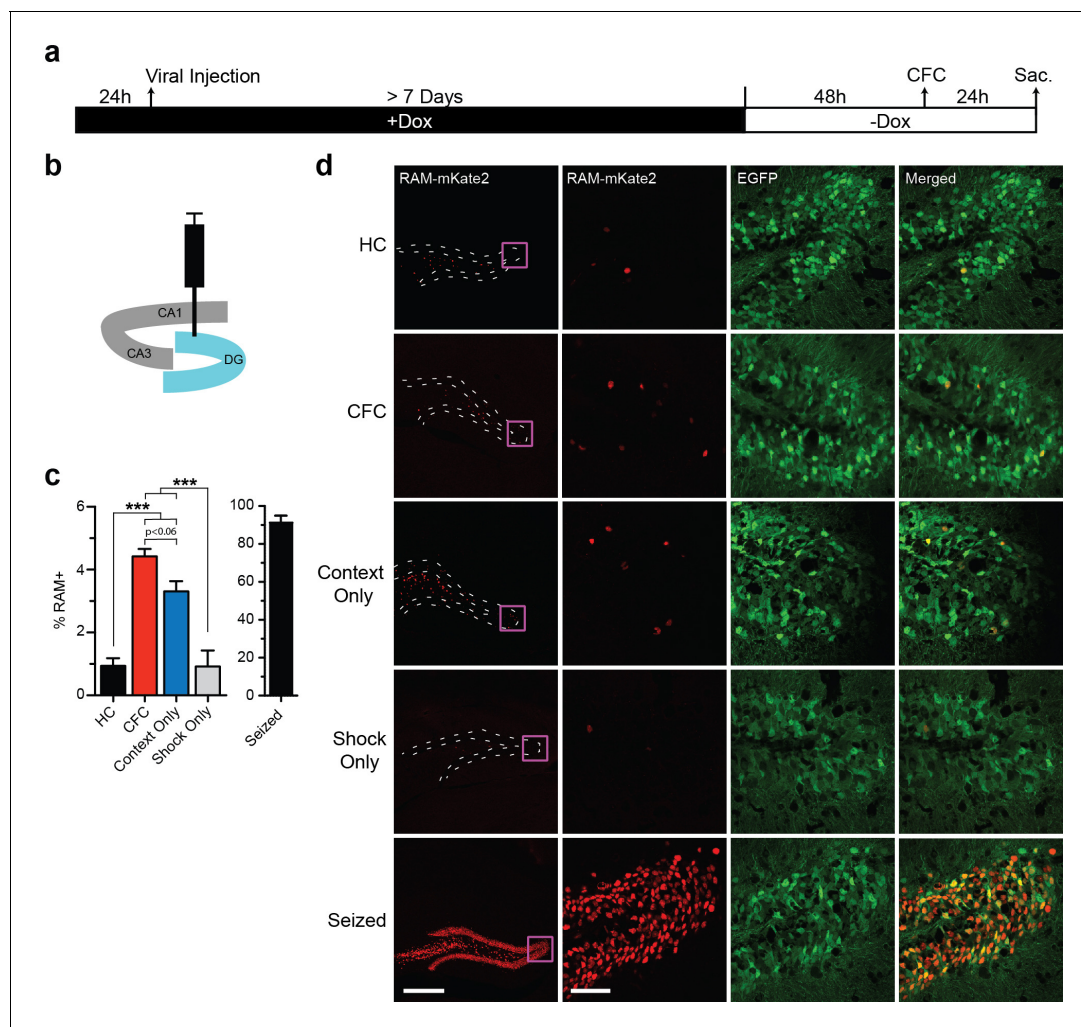 a
Viral Injection
CFC
Sac.
24h
> 7 Days
48h
24h
+Dox
-Dox
b
CA1
CA3
DG
c
***
***
p<0.06
% RAM+
6
4
2
0
HC
CFC
Context Only
Shock Only
100
80
60
40
20
0
Seized
d
RAM-mKate2
RAM-mKate2
EGFP
Merged
HC
CFC
Context
Only
Shock
Only
Seized